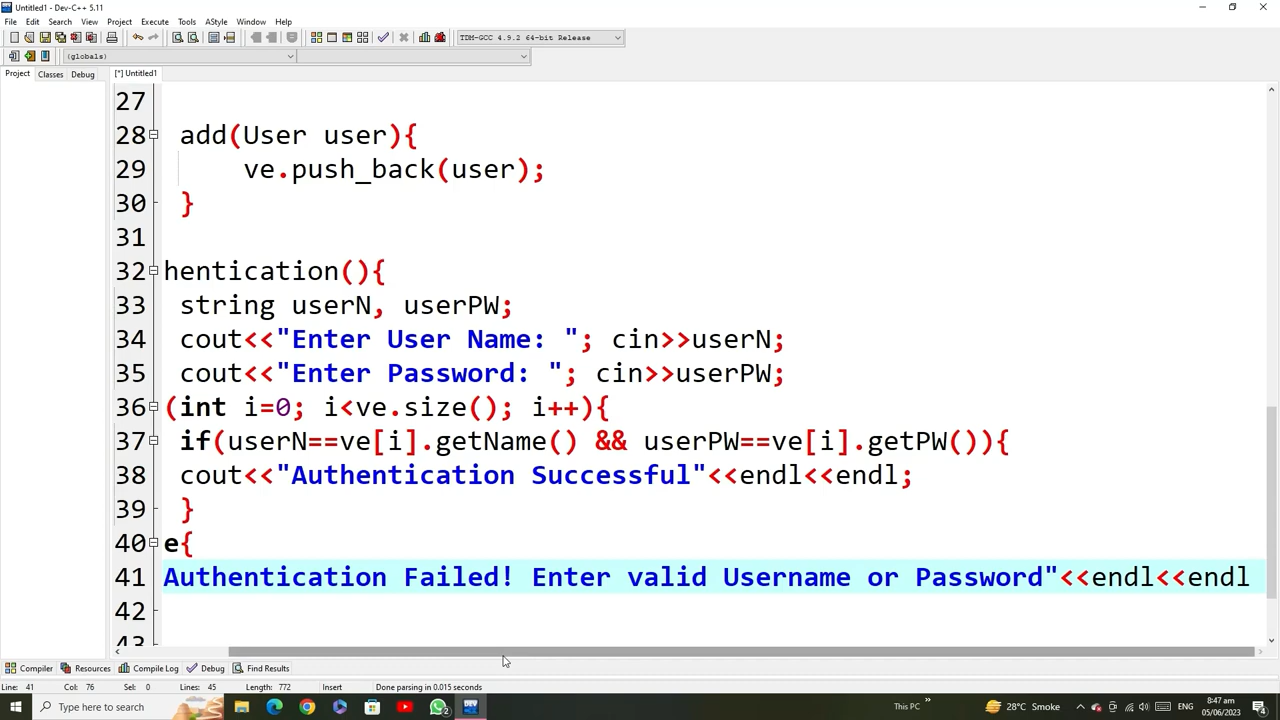 Untitled1 - Dev-C++ 5.11
File Edit Search View Project Execute Tools AStyle Window Help
TDM-GCC 4.9.2 64-bit Release
(globals)
Project Classes Debug [*] Untitled1
27
28 add(User user){
29 ve.push_back(user);
30 }
31
32 hentication(){
33 string userN, userPW;
34 cout<<"Enter User Name: "; cin>>userN;
35 cout<<"Enter Password: "; cin>>userPW;
36 (int i=0; i<ve.size(); i++){
37 if(userN==ve[i].getName() && userPW==ve[i].getPW()){
38 cout<<"Authentication Successful"<<endl<<endl;
39 }
40 e{
41 Authentication Failed! Enter valid Username or Password"<<endl<<endl
42
43
Compiler Resources Compile Log Debug Find Results
Line: 41 Col: 76 Sel: 0 Lines: 45 Length: 772 Insert Done parsing in 0.015 seconds
Type here to search 2 DEV This PC » 28°C Smoke ENG 8:47 am 4
05/06/2023